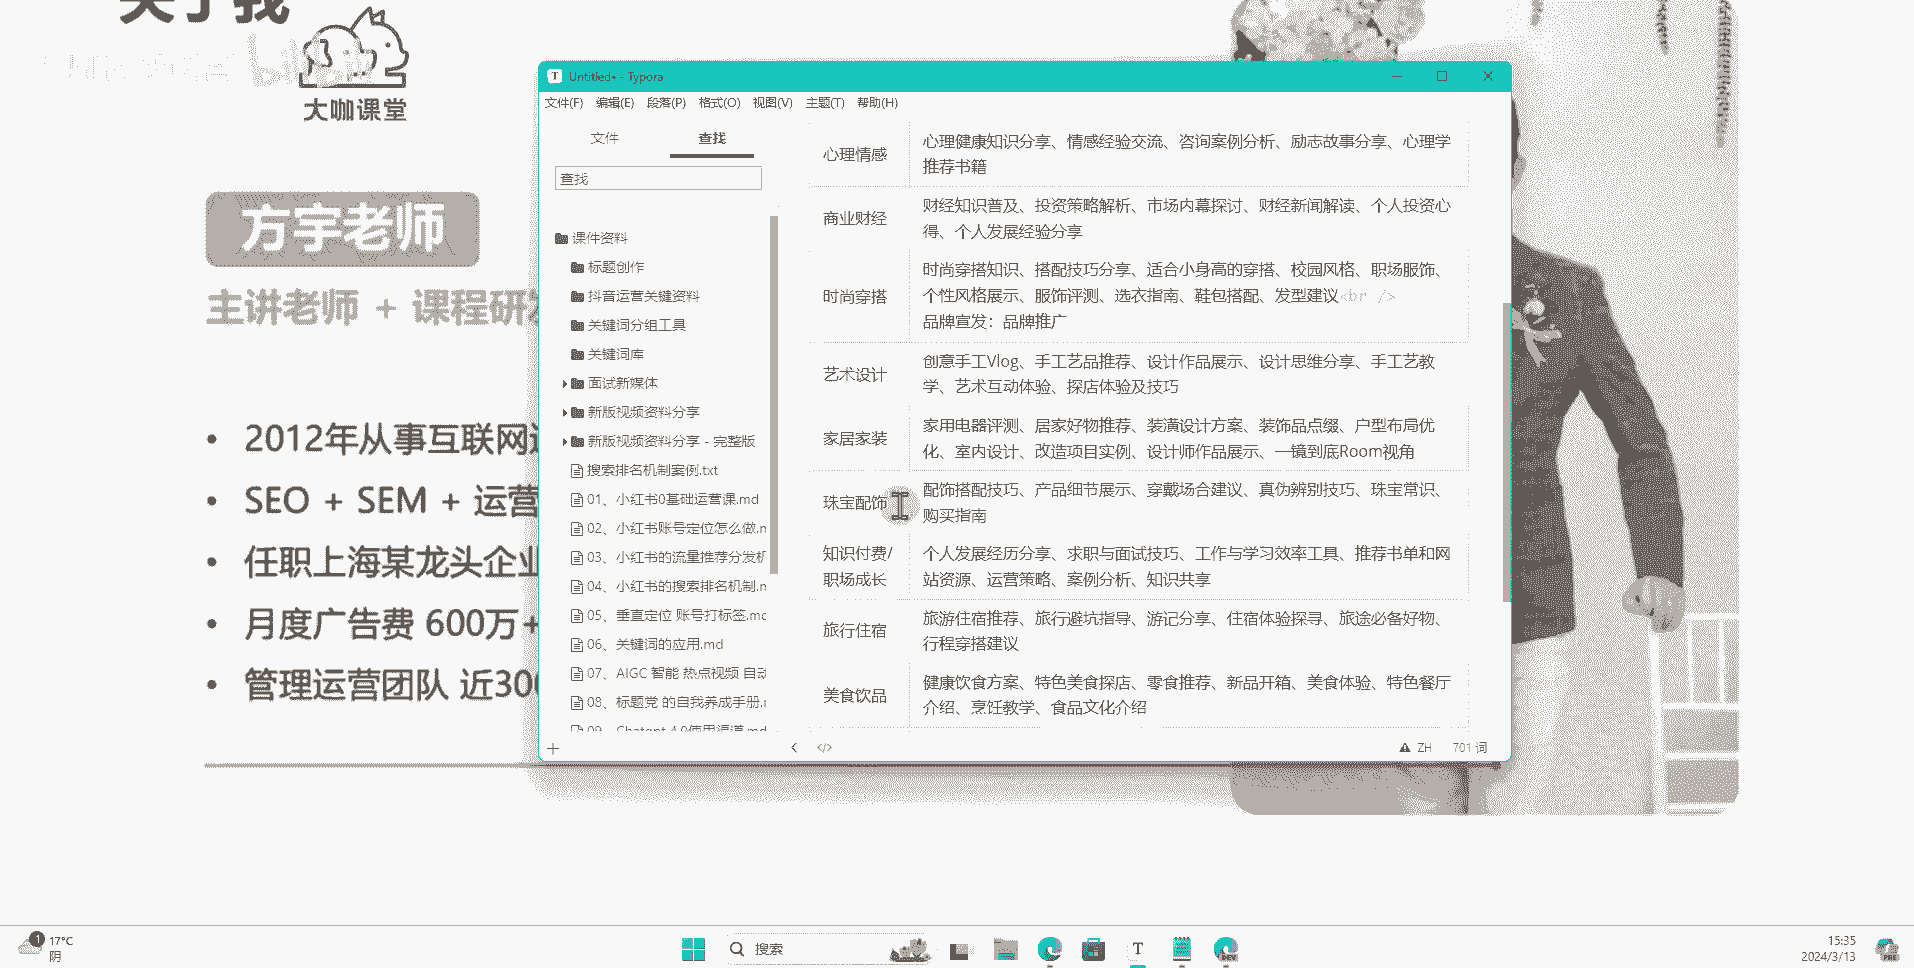 关于我
大咖课堂
方宇老师
主讲老师 + 课程研发
2012年从事互联网
SEO + SEM + 运营
任职上海某龙头企业
月度广告费 600万+
管理运营团队 近300
Untitled• - Typora
文件(F) 编辑(E) 段落(P) 格式(O) 视图(V) 主题(T) 帮助(H)
文件 查找
查找
课件资料
标题创作
抖音运营关键资料
关键词分组工具
关键词库
面试新媒体
新版视频资料分享
新版视频资料分享 - 完整版
搜索排名机制案例.txt
01、小红书0基础运营课.md
02、小红书账号定位怎么做.m
03、小红书的流量推荐分发机
04、小红书的搜索排名机制.m
05、垂直定位 账号打标签.md
06、关键词的应用.md
07、AIGC 智能 热点视频 自动
08、标题党 的自我养成手册.m
09、Chatgpt 4.0使用渠道.md
心理情感
心理健康知识分享、情感经验交流、咨询案例分析、励志故事分享、心理学
推荐书籍
商业财经
财经知识普及、投资策略解析、市场内幕探讨、财经新闻解读、个人投资心
得、个人发展经验分享
时尚穿搭
时尚穿搭知识、搭配技巧分享、适合小身高的穿搭、校园风格、职场服饰、
个性风格展示、服饰评测、选衣指南、鞋包搭配、发型建议<br />
品牌宣发：品牌推广
艺术设计
创意手工Vlog、手工艺品推荐、设计作品展示、设计思维分享、手工艺教
学、艺术互动体验、探店体验及技巧
家居家装
家用电器评测、居家好物推荐、装潢设计方案、装饰品点缀、户型布局优
化、室内设计、改造项目实例、设计师作品展示、一镜到底Room视角
珠宝配饰
配饰搭配技巧、产品细节展示、穿戴场合建议、真伪辨别技巧、珠宝常识、
购买指南
知识付费/
职场成长
个人发展经历分享、求职与面试技巧、工作与学习效率工具、推荐书单和网
站资源、运营策略、案例分析、知识共享
旅行住宿
旅游住宿推荐、旅行避坑指导、游记分享、住宿体验探寻、旅途必备好物、
行程穿搭建议
美食饮品
健康饮食方案、特色美食探店、零食推荐、新品开箱、美食体验、特色餐厅
介绍、烹饪教学、食品文化介绍
ZH 701 词
1 17°C
阴
搜索
T
DEV
15:35
2024/3/13
PRE